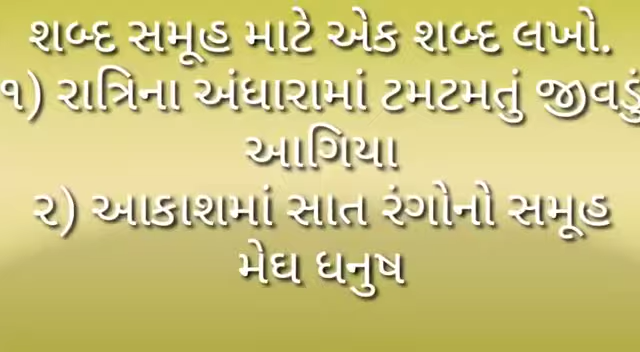 શબ્દ સમૂહ માટે એક શબ્દ લખો.
૧) રાત્રિના અંધારામાં ટમટમતું જીવડું
આગિયા
૨) આકાશમાં સાત રંગોનો સમૂહ
મેઘ ધનુષ